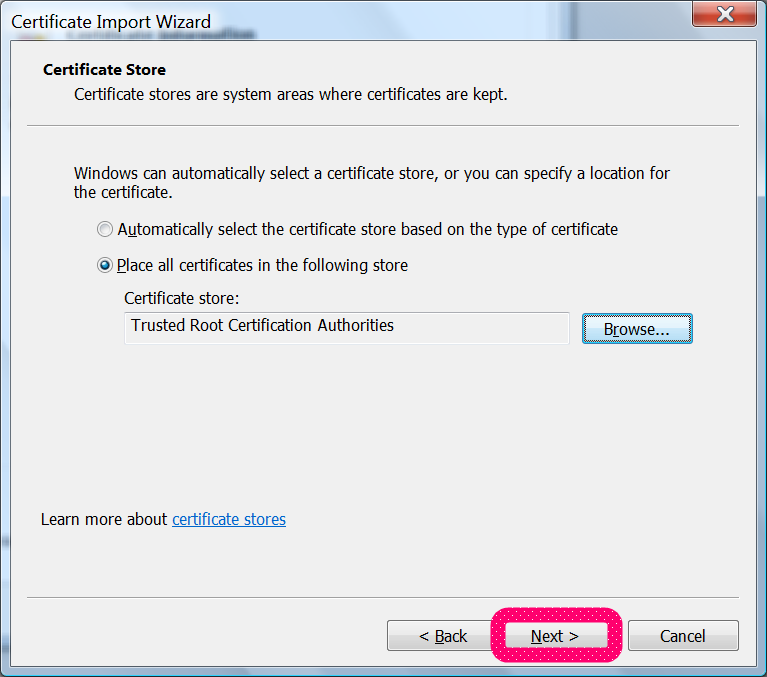 Certificate Import Wizard
Certificate Store
Certificate stores are system areas where certificates are kept.
Windows can automatically select a certificate store, or you can specify a location for
the certificate.
Automatically select the certificate store based on the type of certificate
Place all certificates in the following store
Certificate store:
Trusted Root Certification Authorities
Browse...
Learn more about certificate stores
< Back
Next >
Cancel